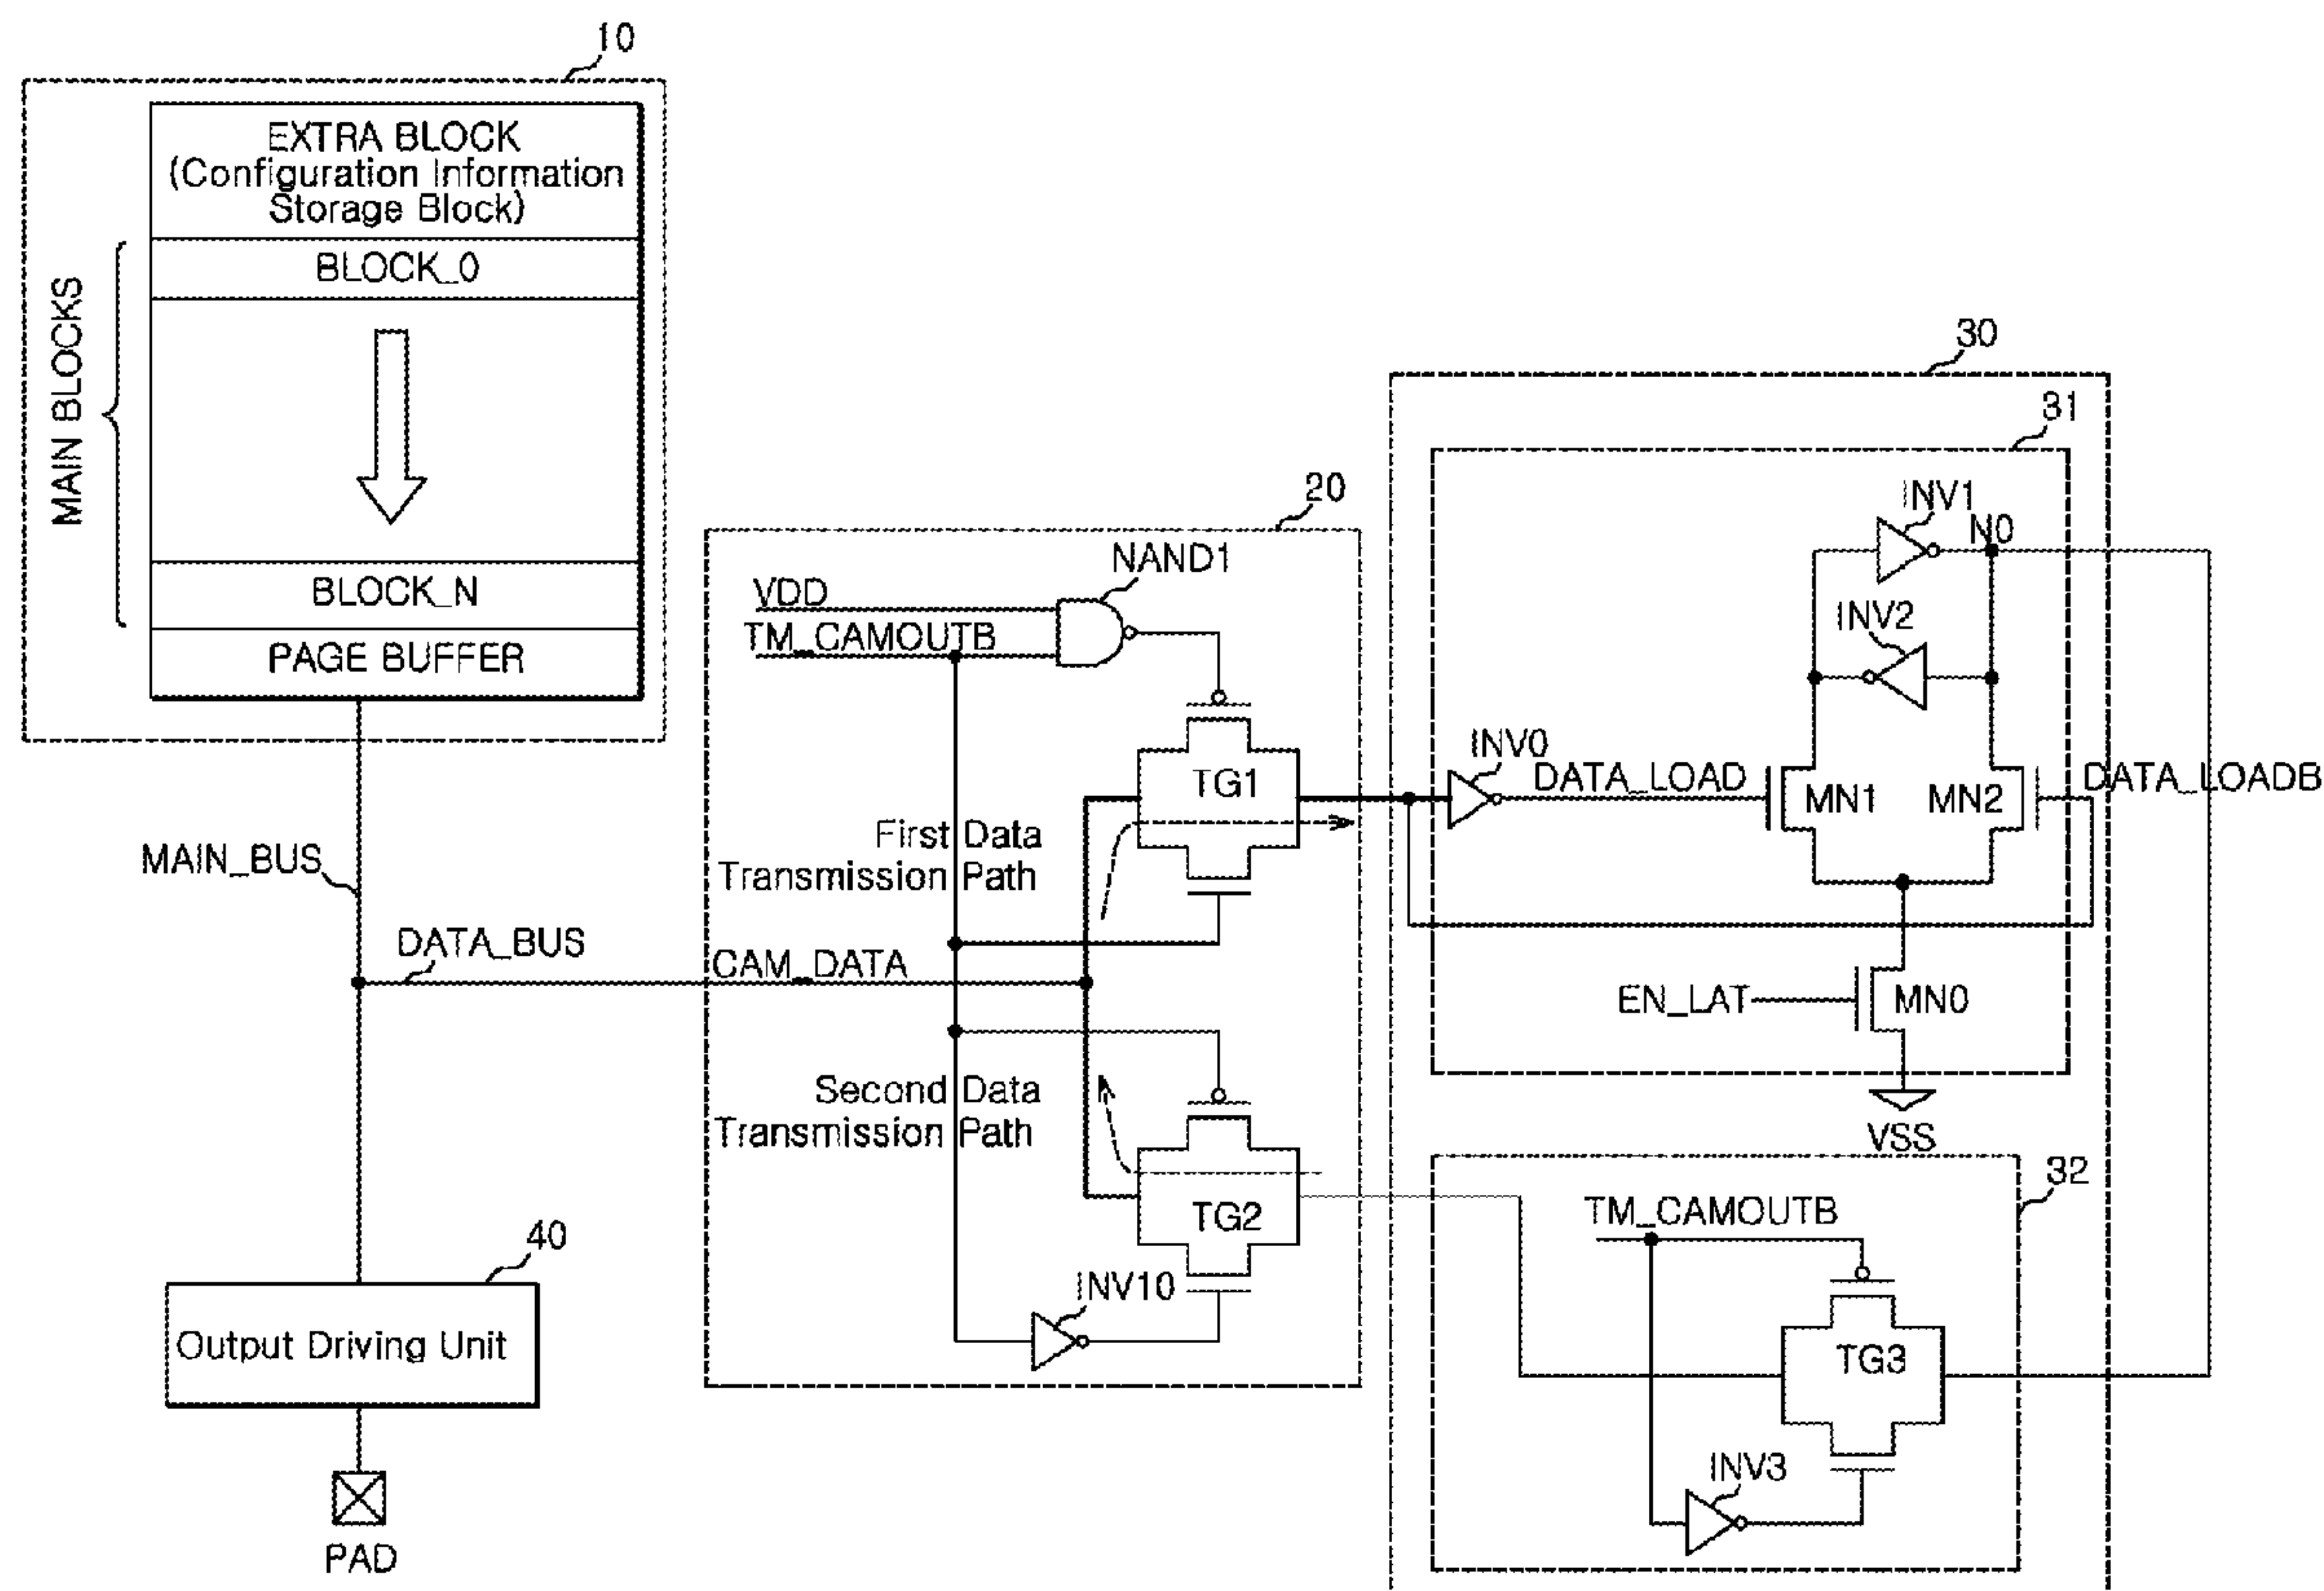 10
EXTRA BLOCK
(Configuration Information
Storage Block)
BLOCK_0
MAIN BLOCKS
BLOCK_N
PAGE BUFFER
MAIN_BUS
DATA_BUS
40
Output Driving Unit
PAD
20
NAND1
VDD
TM_CAMOUTB
TG1
First Data
Transmission Path
CAM_DATA
Second Data
Transmission Path
TG2
INV10
30
31
INV1
N0
INV2
INV0
DATA_LOAD
MN1
MN2
DATA_LOADB
EN_LAT
MN0
VSS
32
TM_CAMOUTB
TG3
INV3